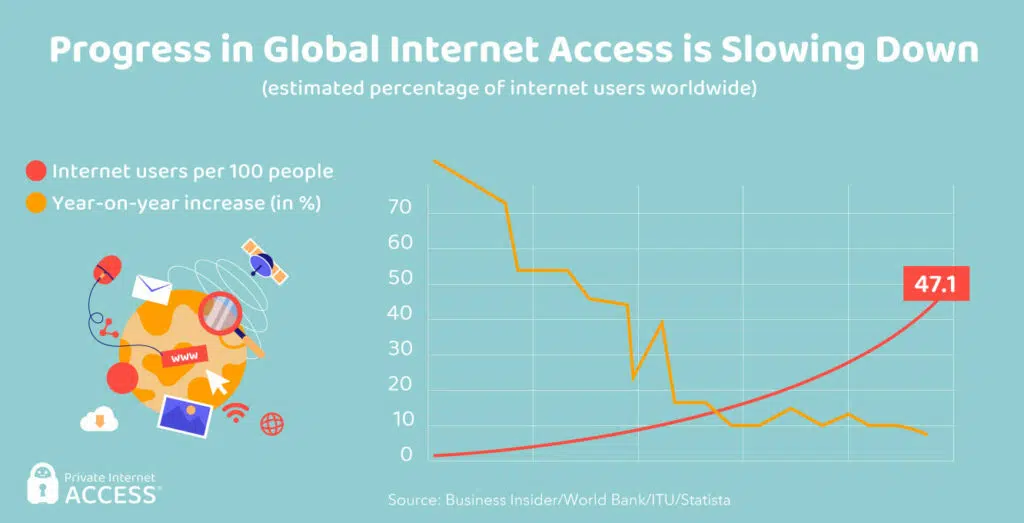 Progress in Global Internet Access is Slowing Down
(estimated percentage of internet users worldwide)
Internet users per 100 people
Year-on-year increase (in %)
70
60
50
40
30
20
10
0
47.1
www
Private Internet
ACCESS®
Source: Business Insider/World Bank/ITU/Statista